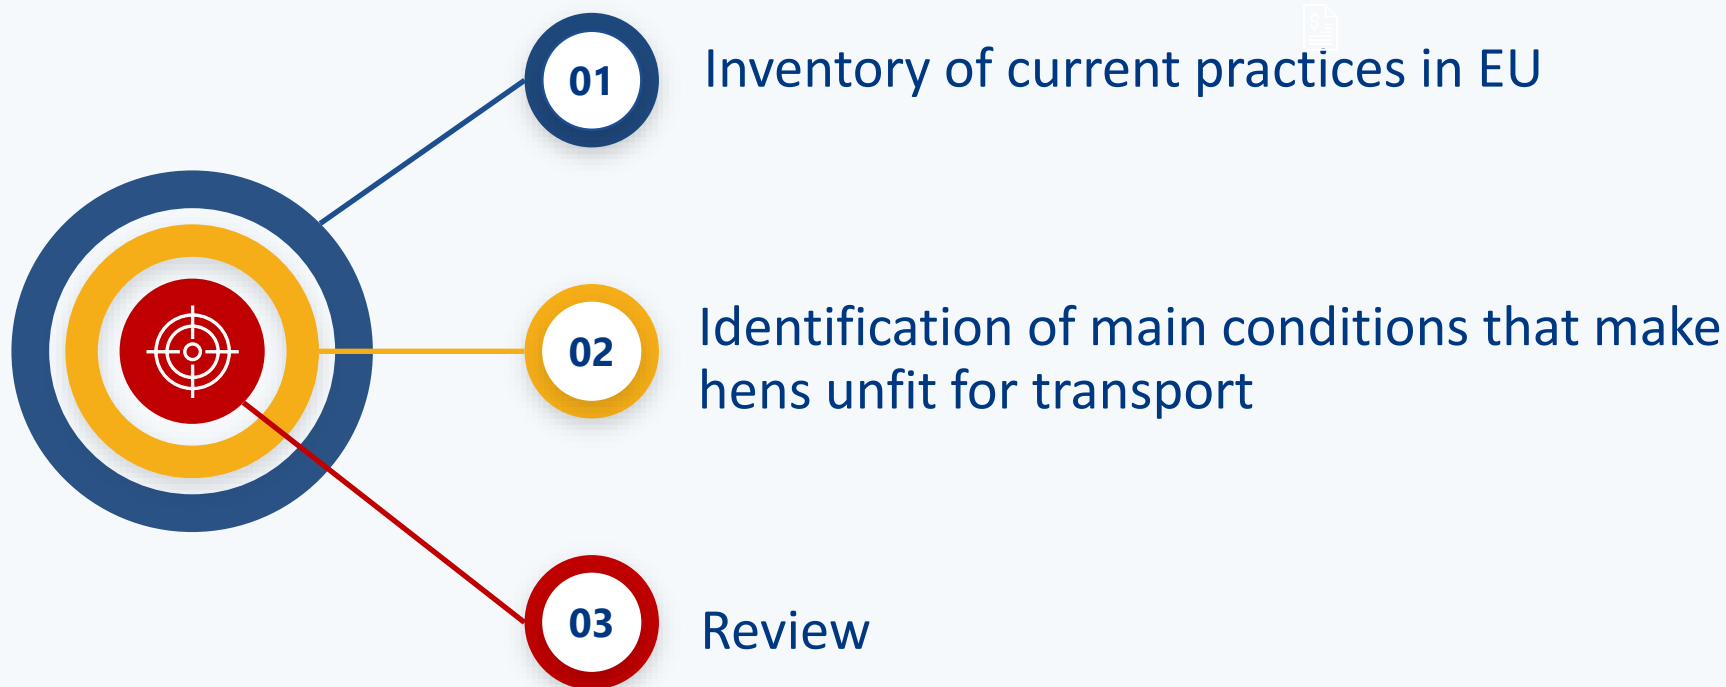 01
Inventory of current practices in EU
02
Identification of main conditions that make
hens unfit for transport
03
Review